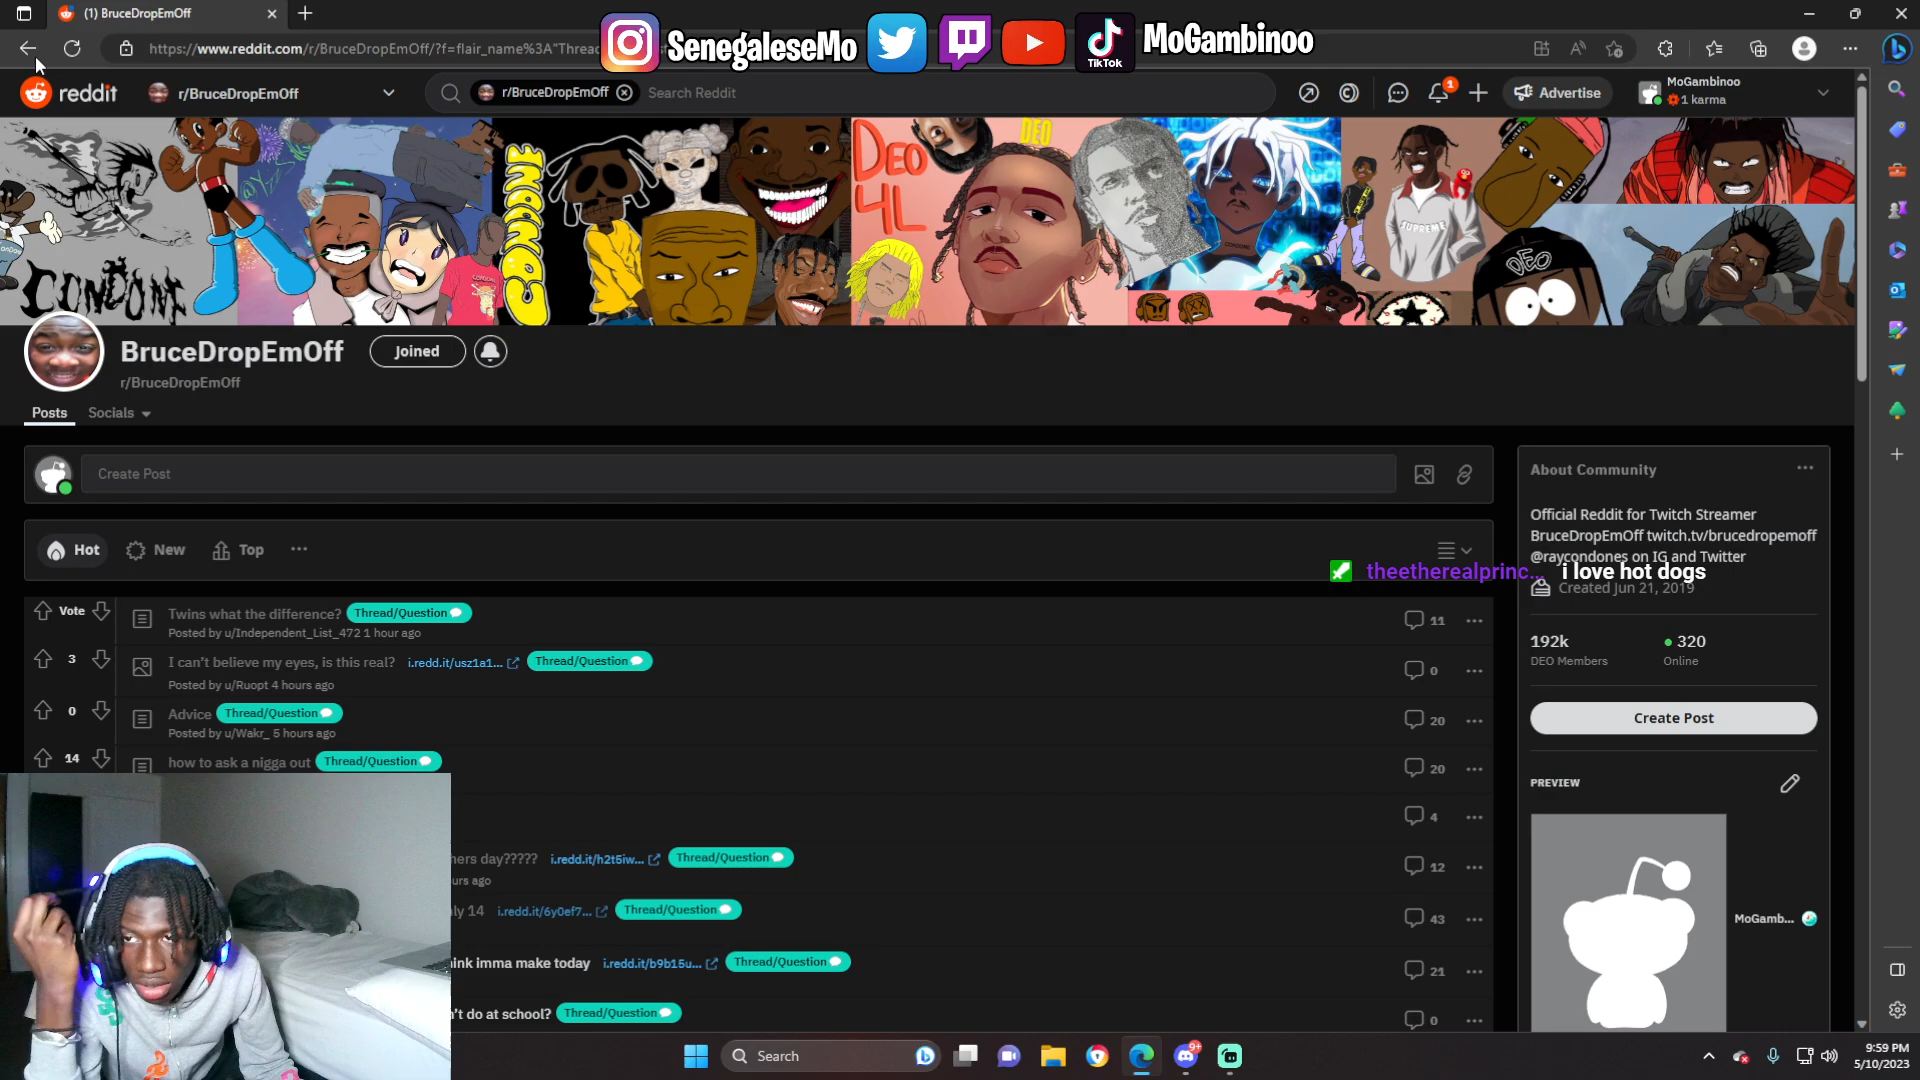 (1) BruceDropEmOff
https://www.reddit.com/r/BruceDropEmOff/?f=flair_name%3A"Threa
SenegaleseMo
TikTok
MoGambinoo
reddit
r/BruceDropEmOff
r/BruceDropEmOff
Search Reddit
1
Advertise
MoGambinoo
1 karma
CONDONE
CONDONE
DEO
4L
DEO
SUPREME
DEO
BruceDropEmOff
Joined
r/BruceDropEmOff
Posts
Socials
Create Post
Hot
New
Top
About Community
Official Reddit for Twitch Streamer
BruceDropEmOff twitch.tv/brucedropemoff
@raycondones on IG and Twitter
theetherealprinc...
i love hot dogs
Created Jun 21, 2019
192k
320
DEO Members
Online
Create Post
PREVIEW
MoGamb...
Vote
Twins what the difference?
Thread/Question
11
Posted by u/Independent_List_472 1 hour ago
3
I can't believe my eyes, is this real?
i.redd.it/usz1a1...
Thread/Question
0
Posted by u/Ruopt 4 hours ago
0
Advice
Thread/Question
20
Posted by u/Wakr_ 5 hours ago
14
how to ask a nigga out
Thread/Question
20
4
hers day?????
i.redd.it/h2t5iw...
Thread/Question
12
urs ago
ly 14
i.redd.it/6y0ef7...
Thread/Question
43
ink imma make today
i.redd.it/b9b15u...
Thread/Question
21
't do at school?
Thread/Question
0
Search
9+
9:59 PM
5/10/2023